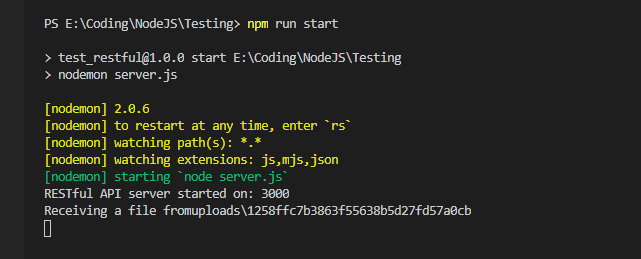 PS E:\Coding\NodeJS\Testing> npm run start
> test_restful@1.0.0 start E:\Coding\NodeJS\Testing
> nodemon server.js
[nodemon] 2.0.6
[nodemon] to restart at any time, enter `rs`
[nodemon] watching path(s): *.*
[nodemon] watching extensions: js,mjs,json
[nodemon] starting `node server.js`
RESTful API server started on: 3000
Receiving a file fromuploads\1258ffc7b3863f55638b5d27fd57a0cb